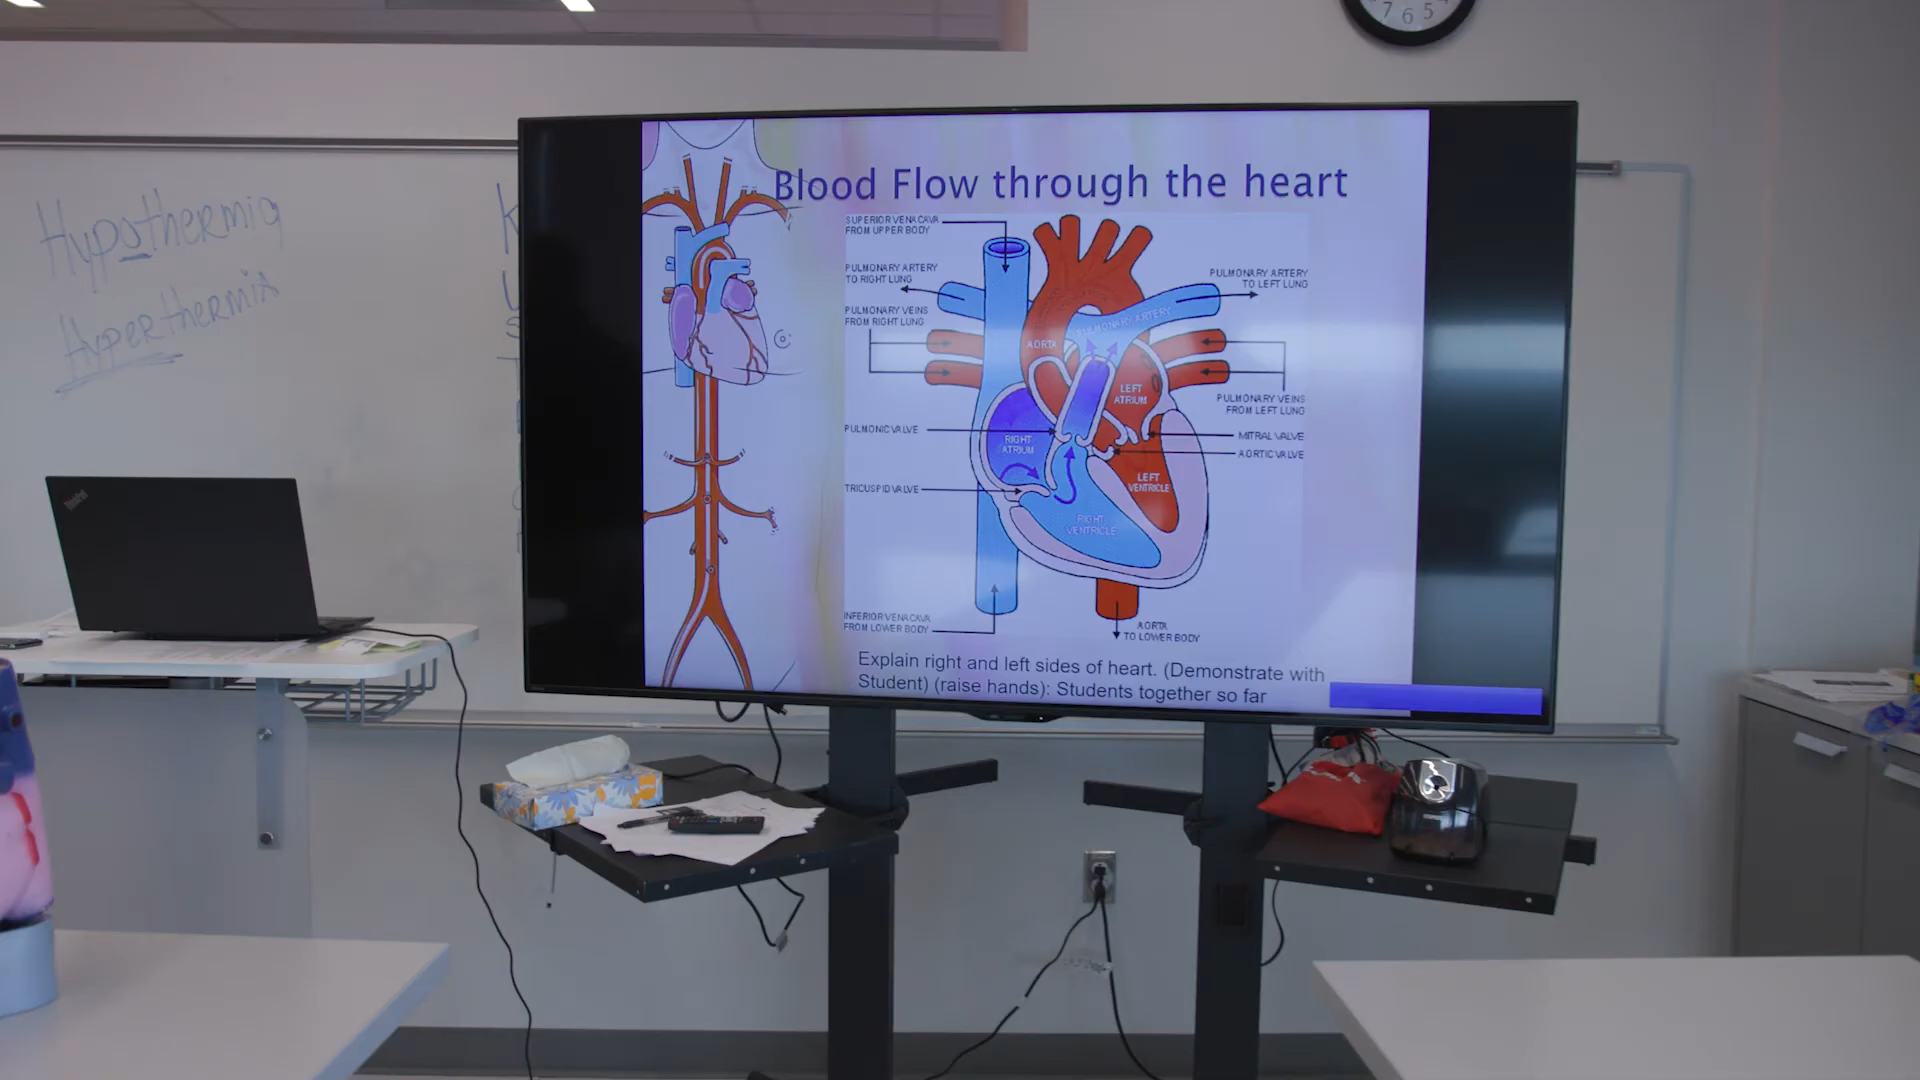 7 6 5
Hypothermia
Hyperthermia
K
U
S
T
ThinkPad
Blood Flow through the heart
SUPERIOR VENA CAVA
FROM UPPER BODY
PULMONARY ARTERY
TO RIGHT LUNG
PULMONARY VEINS
FROM RIGHT LUNG
PULMONIC VALVE
TRICUSPID VALVE
INFERIOR VENA CAVA
FROM LOWER BODY
PULMONARY ARTERY
AORTA
LEFT
ATRIUM
RIGHT
ATRIUM
LEFT
VENTRICLE
RIGHT
VENTRICLE
PULMONARY ARTERY
TO LEFT LUNG
PULMONARY VEINS
FROM LEFT LUNG
MITRAL VALVE
AORTIC VALVE
AORTA
TO LOWER BODY
Explain right and left sides of heart. (Demonstrate with
Student) (raise hands): Students together so far